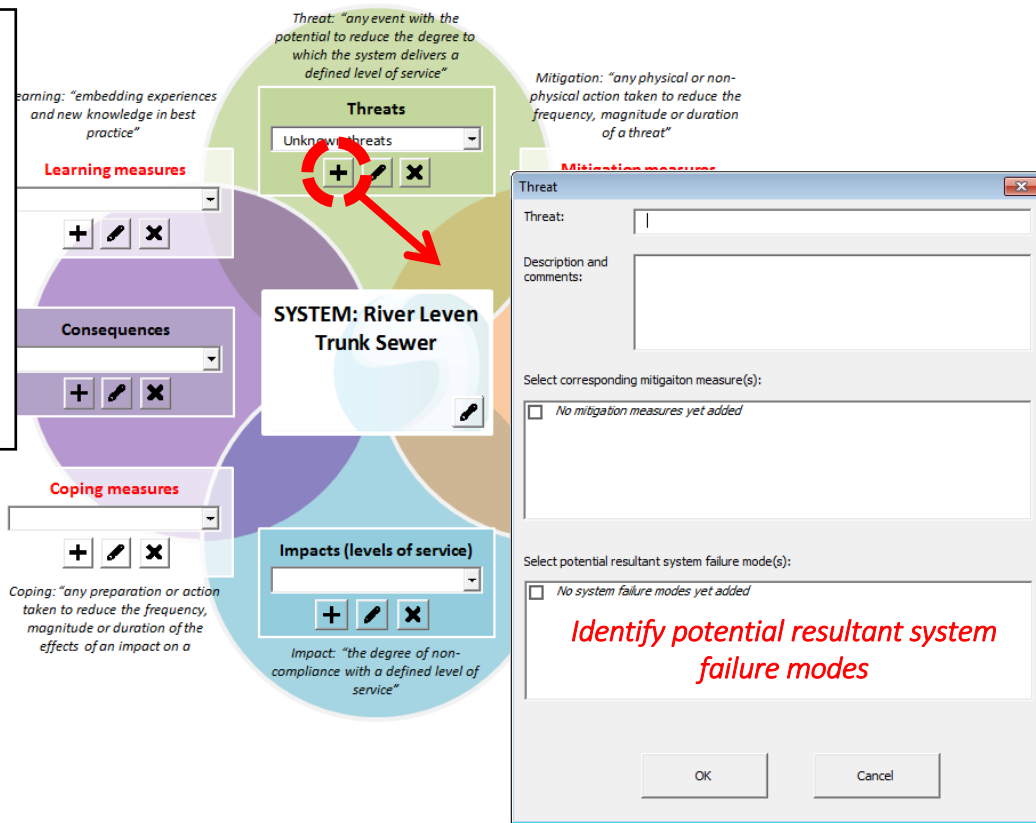 Threat: “any event with the
potential to reduce the degree to
which the system delivers a
defined level of service”
Threats
Unknown threats
Mitigation: “any physical or non-
physical action taken to reduce the
frequency, magnitude or duration
of a threat”
Mitigation measures
earning: “embedding experiences
and new knowledge in best
practice”
Learning measures
Consequences
SYSTEM: River Leven
Trunk Sewer
Coping measures
Coping: “any preparation or action
taken to reduce the frequency,
magnitude or duration of the
effects of an impact on a
Impacts (levels of service)
Impact: “the degree of non-
compliance with a defined level of
service”
Threat
Threat:
Description and
comments:
Select corresponding mitigaiton measure(s):
No mitigation measures yet added
Select potential resultant system failure mode(s):
No system failure modes yet added
Identify potential resultant system
failure modes
OK
Cancel